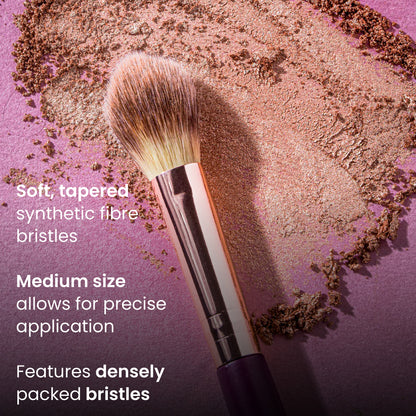 Soft, tapered
synthetic fibre
bristles
Medium size
allows for precise
application
Features densely
packed bristles